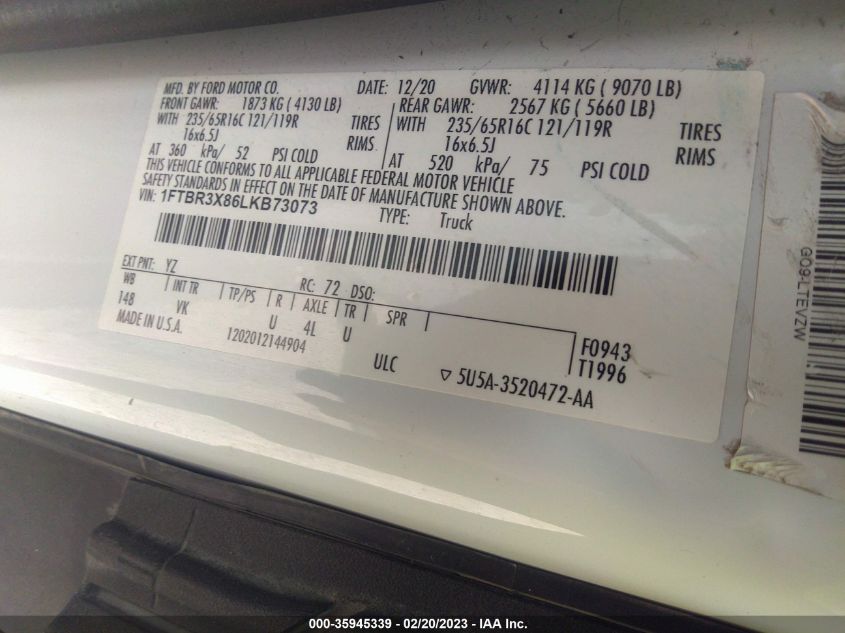 MFD. BY FORD MOTOR CO. DATE: 12/20 GVWR: 4114 KG ( 9070 LB)
FRONT GAWR: 1873 KG ( 4130 LB) REAR GAWR: 2567 KG ( 5660 LB)
WITH 235/65R16C 121/119R TIRES WITH 235/65R16C 121/119R TIRES
16x6.5J RIMS 16x6.5J RIMS
AT 360 kPa/ 52 PSI COLD AT 520 kPa/ 75 PSI COLD
THIS VEHICLE CONFORMS TO ALL APPLICABLE FEDERAL MOTOR VEHICLE
SAFETY STANDARDS IN EFFECT ON THE DATE OF MANUFACTURE SHOWN ABOVE.
VIN: 1FTBR3X86LKB73073
TYPE: Truck
EXT PNT: YZ RC: 72 DSO:
WB INT TR TP/PS R AXLE TR SPR
148 VK U 4L U F0943
MADE IN U.S.A. 1202012144904 T1996
ULC 5U5A-3520472-AA
GO9-LTEVZW
000-35945339 - 02/20/2023 - IAA Inc.